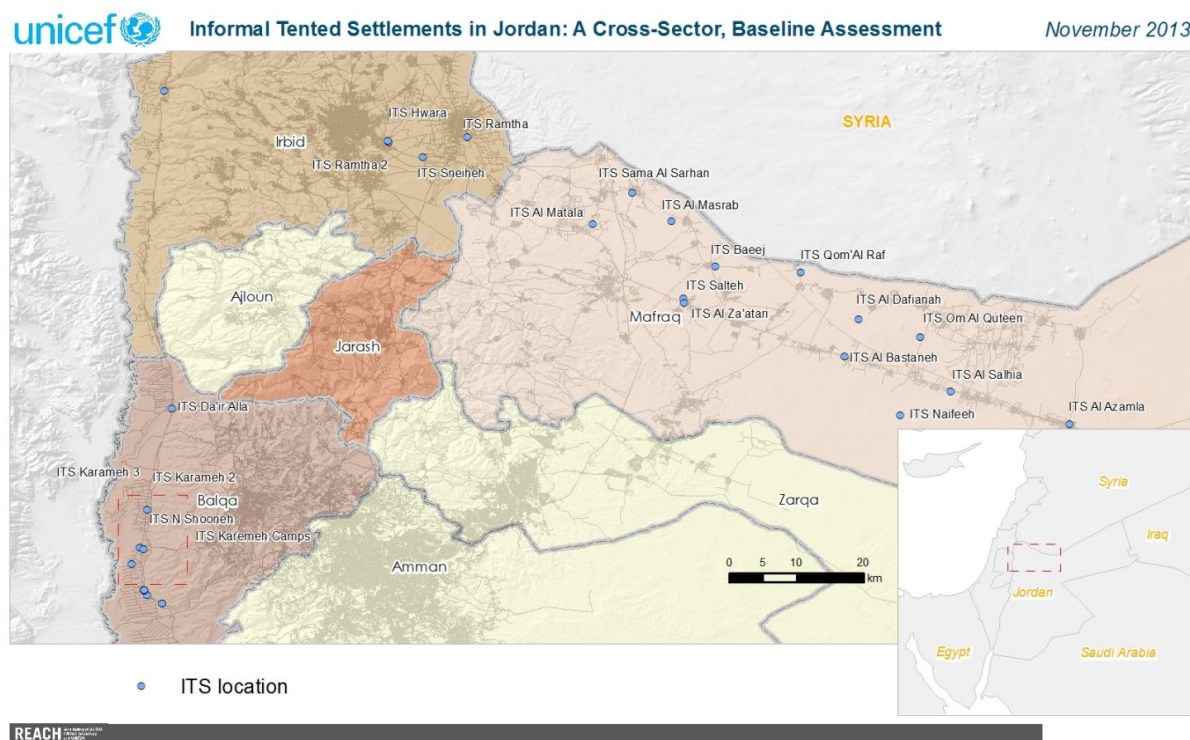 unicef
Informal Tented Settlements in Jordan: A Cross-Sector, Baseline Assessment
November 2013
SYRIA
ITS Hwara
ITS Ramtha
Irbid
ITS Ramtha 2
ITS Sneiheh
ITS Sama Al Sarhan
ITS Al Matala
ITS Al Masrab
ITS Baeej
ITS Qom'Al Raf
Ajloun
ITS Salteh
ITS Al Dafianah
Mafraq
ITS Al Za'atari
ITS Om Al Quteen
Jarash
ITS Al Bastaneh
ITS Al Salhia
ITS Da'ir Alla
ITS Naifeeh
ITS Al Azamla
ITS Karameh 3
ITS Karameh 2
Balqa
Zarqa
ITS N Shooneh
ITS Karemeh Camps
Amman
0 5 10 20
km
Syria
Iraq
Jordan
Egypt
Saudi Arabia
ITS location
REACH